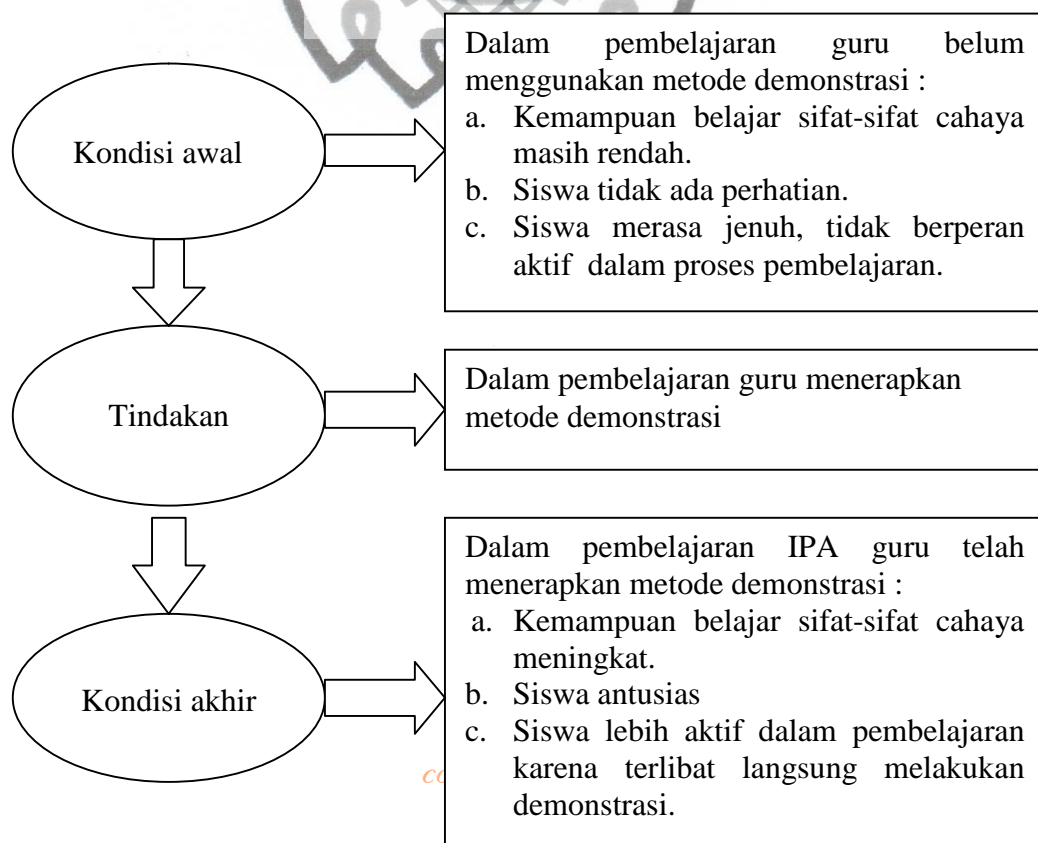 Kondisi awal
Dalam pembelajaran guru belum
menggunakan metode demonstrasi :
a. Kemampuan belajar sifat-sifat cahaya
masih rendah.
b. Siswa tidak ada perhatian.
c. Siswa merasa jenuh, tidak berperan
aktif dalam proses pembelajaran.
Tindakan
Dalam pembelajaran guru menerapkan
metode demonstrasi
Kondisi akhir
Dalam pembelajaran IPA guru telah
menerapkan metode demonstrasi :
a. Kemampuan belajar sifat-sifat cahaya
meningkat.
b. Siswa antusias
c. Siswa lebih aktif dalam pembelajaran
karena terlibat langsung melakukan
demonstrasi.